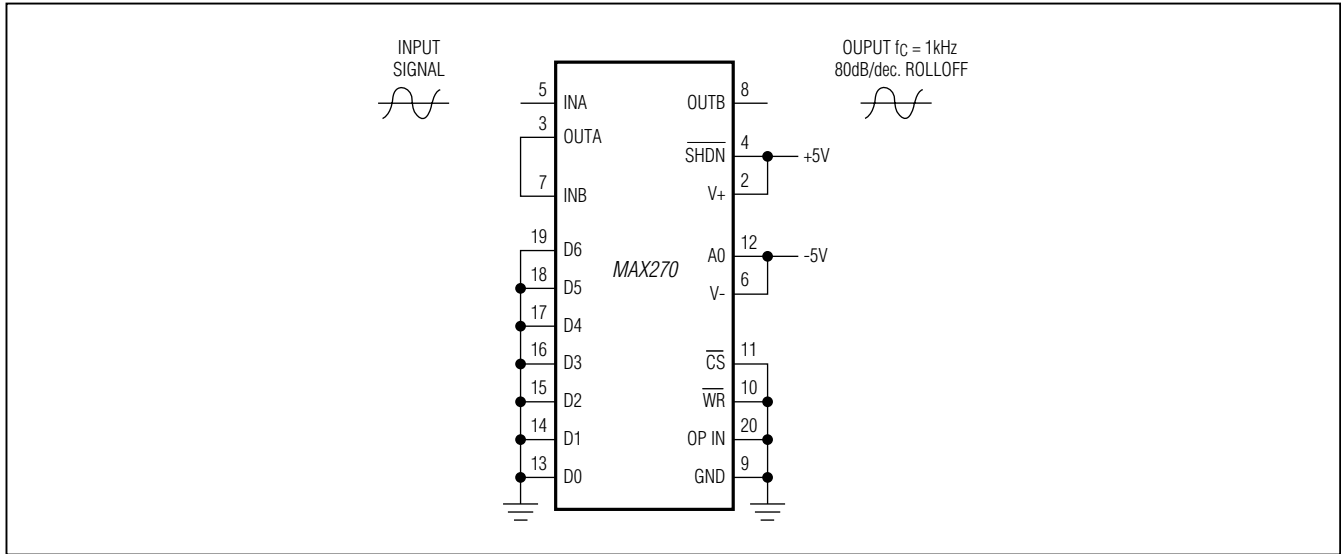 INPUT
SIGNAL
OUPUT fC = 1kHz
80dB/dec. ROLLOFF
5 INA
3 OUTA
7 INB
19 D6
18 D5
17 D4
16 D3
15 D2
14 D1
13 D0
MAX270
OUTB 8
SHDN 4 +5V
V+ 2
A0 12 -5V
V- 6
CS 11
WR 10
OP IN 20
GND 9